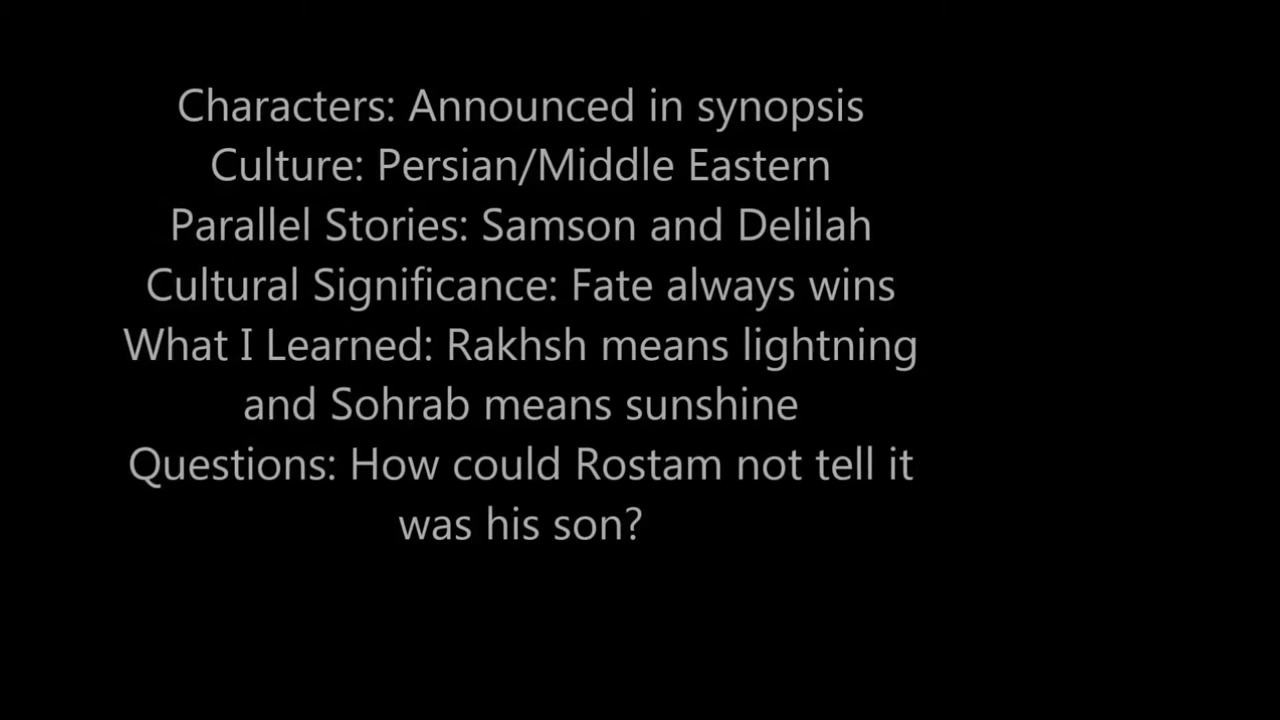 Characters: Announced in synopsis
Culture: Persian/Middle Eastern
Parallel Stories: Samson and Delilah
Cultural Significance: Fate always wins
What I Learned: Rakhsh means lightning
and Sohrab means sunshine
Questions: How could Rostam not tell it
was his son?